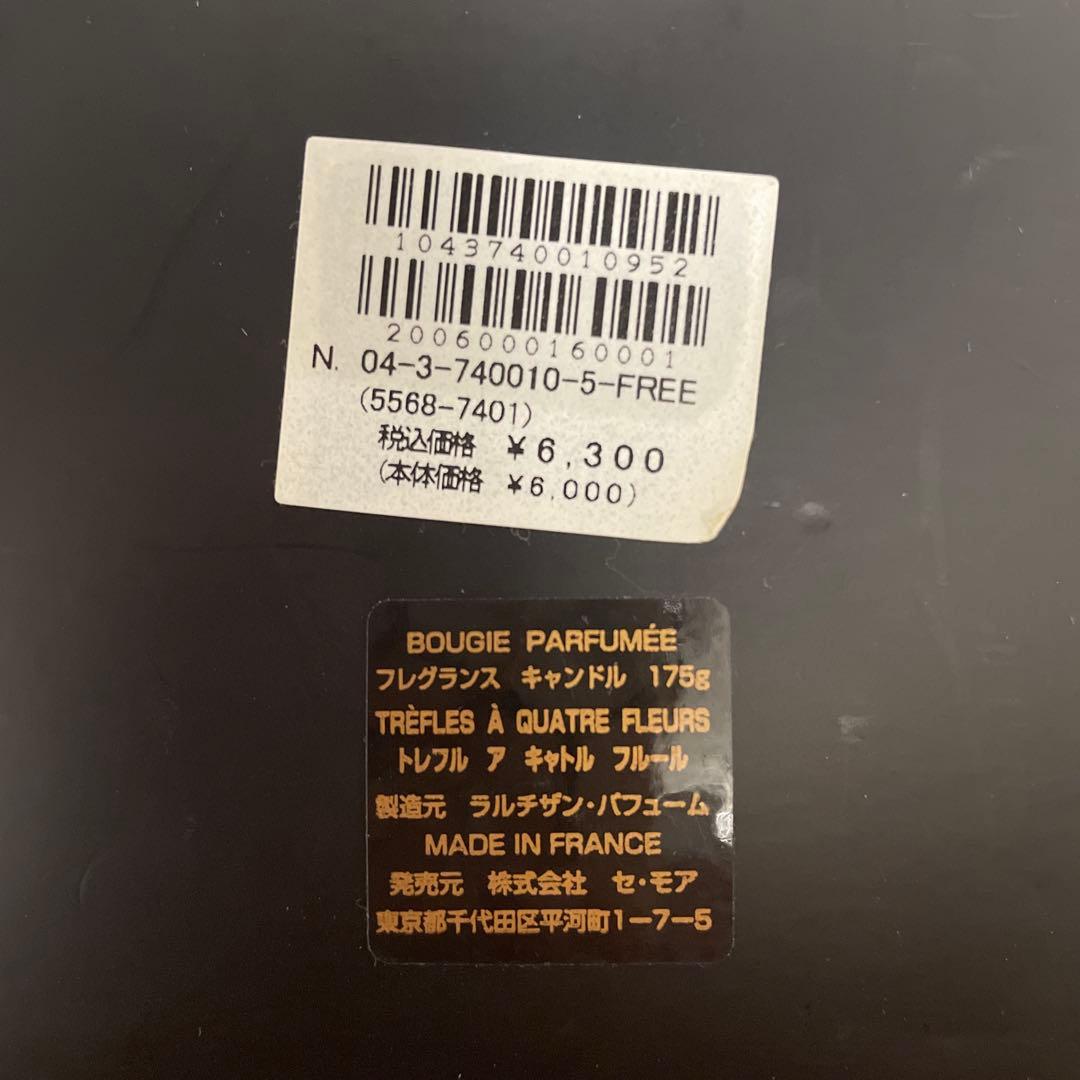 1043740010952
2006000160001
N. 04-3-740010-5-FREE
(5568-7401)
税込価格 ¥6,300
(本体価格 ¥6,000)
BOUGIE PARFUMÉE
フレグランス キャンドル 175g
TRÈFLES À QUATRE FLEURS
トレフル ア キャトル フルール
製造元 ラルチザン・パフューム
MADE IN FRANCE
発売元 株式会社 セ・モア
東京都千代田区平河町1-7-5